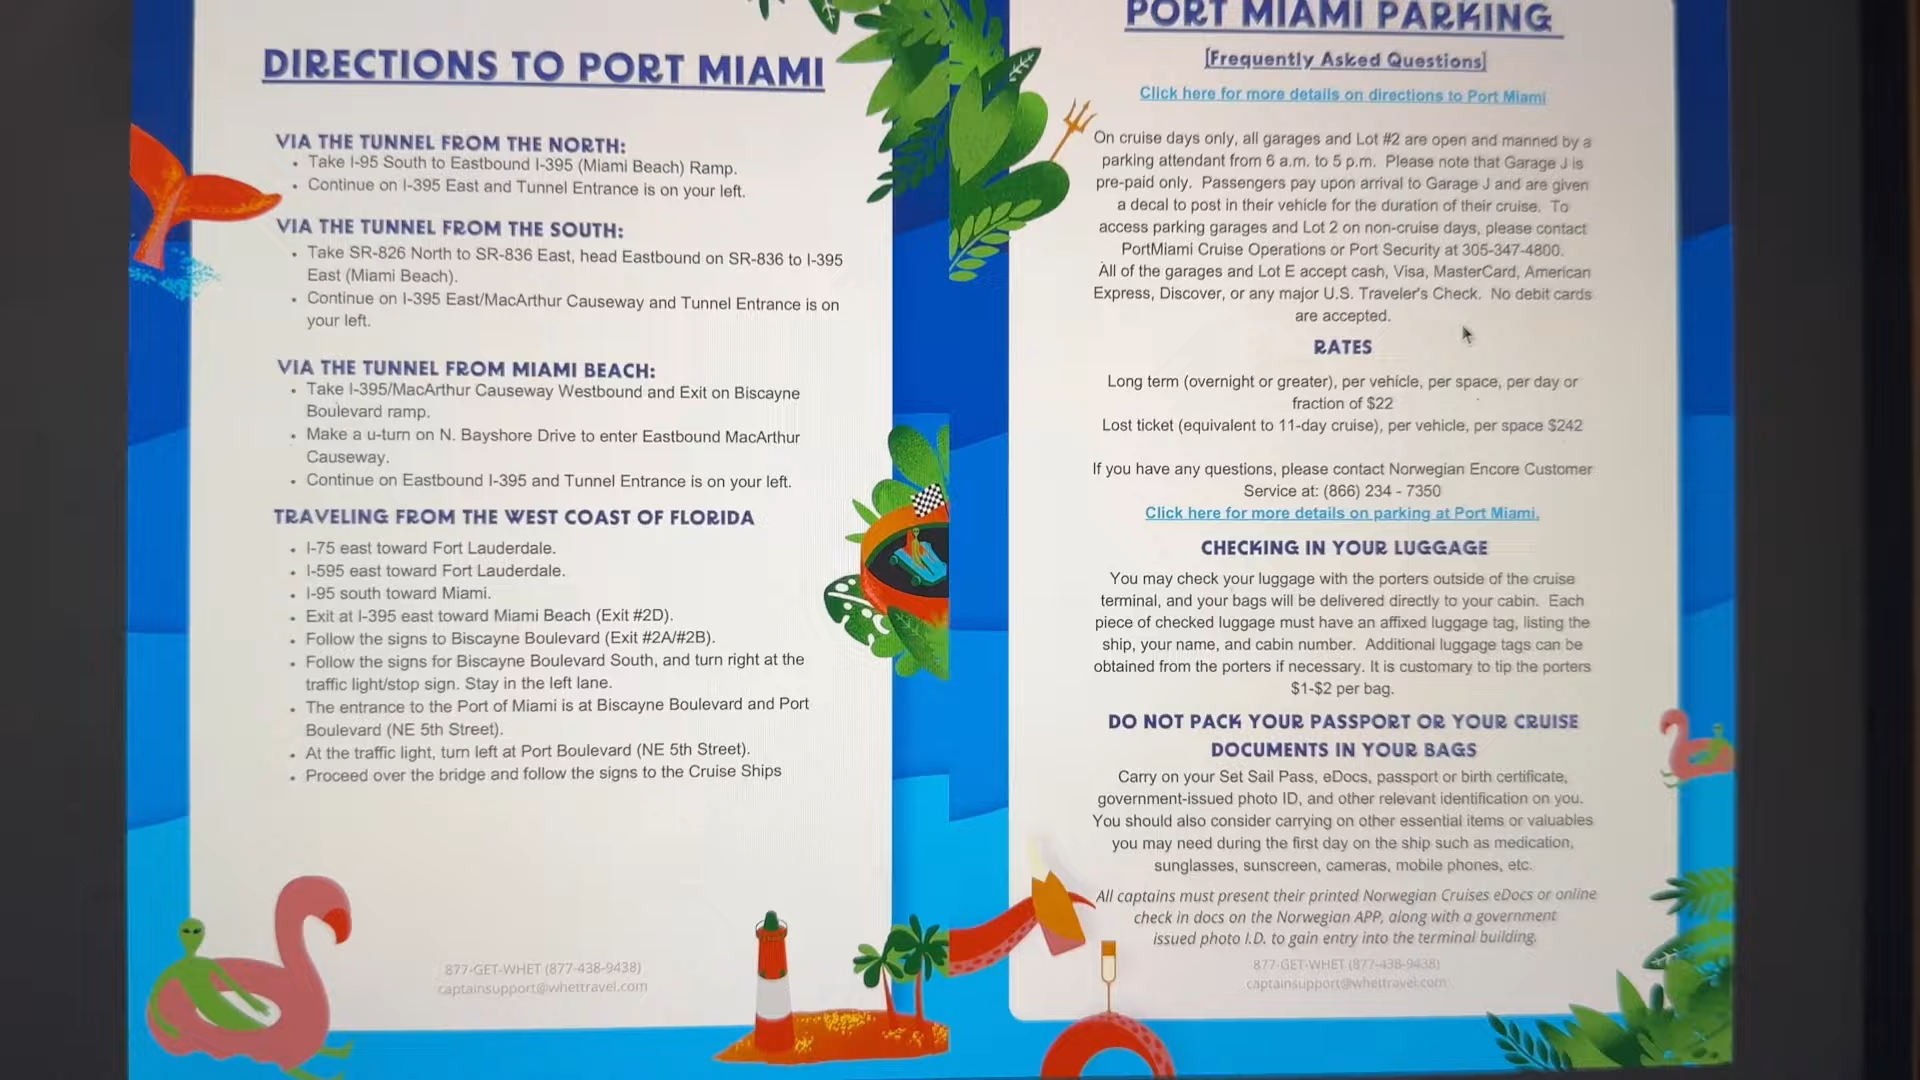 DIRECTIONS TO PORT MIAMI
VIA THE TUNNEL FROM THE NORTH:
• Take I-95 South to Eastbound I-395 (Miami Beach) Ramp.
• Continue on I-395 East and Tunnel Entrance is on your left.
VIA THE TUNNEL FROM THE SOUTH:
• Take SR-826 North to SR-836 East, head Eastbound on SR-836 to I-395
East (Miami Beach).
• Continue on I-395 East/MacArthur Causeway and Tunnel Entrance is on
your left.
VIA THE TUNNEL FROM MIAMI BEACH:
• Take I-395/MacArthur Causeway Westbound and Exit on Biscayne
Boulevard ramp.
• Make a u-turn on N. Bayshore Drive to enter Eastbound MacArthur
Causeway.
• Continue on Eastbound I-395 and Tunnel Entrance is on your left.
TRAVELING FROM THE WEST COAST OF FLORIDA
• I-75 east toward Fort Lauderdale.
• I-595 east toward Fort Lauderdale.
• I-95 south toward Miami.
• Exit at I-395 east toward Miami Beach (Exit #2D).
• Follow the signs to Biscayne Boulevard (Exit #2A/#2B).
• Follow the signs for Biscayne Boulevard South, and turn right at the
traffic light/stop sign. Stay in the left lane.
• The entrance to the Port of Miami is at Biscayne Boulevard and Port
Boulevard (NE 5th Street).
• At the traffic light, turn left at Port Boulevard (NE 5th Street).
• Proceed over the bridge and follow the signs to the Cruise Ships
877-GET-WHET (877-438-9438)
captainsupport@whettravel.com
PORT MIAMI PARKING
[Frequently Asked Questions]
Click here for more details on directions to Port Miami
On cruise days only, all garages and Lot #2 are open and manned by a
parking attendant from 6 a.m. to 5 p.m. Please note that Garage J is
pre-paid only. Passengers pay upon arrival to Garage J and are given
a decal to post in their vehicle for the duration of their cruise. To
access parking garages and Lot 2 on non-cruise days, please contact
PortMiami Cruise Operations or Port Security at 305-347-4800.
All of the garages and Lot E accept cash, Visa, MasterCard, American
Express, Discover, or any major U.S. Traveler's Check. No debit cards
are accepted.
RATES
Long term (overnight or greater), per vehicle, per space, per day or
fraction of $22
Lost ticket (equivalent to 11-day cruise), per vehicle, per space $242
If you have any questions, please contact Norwegian Encore Customer
Service at: (866) 234 - 7350
Click here for more details on parking at Port Miami.
CHECKING IN YOUR LUGGAGE
You may check your luggage with the porters outside of the cruise
terminal, and your bags will be delivered directly to your cabin. Each
piece of checked luggage must have an affixed luggage tag, listing the
ship, your name, and cabin number. Additional luggage tags can be
obtained from the porters if necessary. It is customary to tip the porters
$1-$2 per bag.
DO NOT PACK YOUR PASSPORT OR YOUR CRUISE
DOCUMENTS IN YOUR BAGS
Carry on your Set Sail Pass, eDocs, passport or birth certificate,
government-issued photo ID, and other relevant identification on you.
You should also consider carrying on other essential items or valuables
you may need during the first day on the ship such as medication,
sunglasses, sunscreen, cameras, mobile phones, etc.
All captains must present their printed Norwegian Cruises eDocs or online
check in docs on the Norwegian APP, along with a government
issued photo I.D. to gain entry into the terminal building.
877-GET-WHET (877-438-9438)
captainsupport@whettravel.com